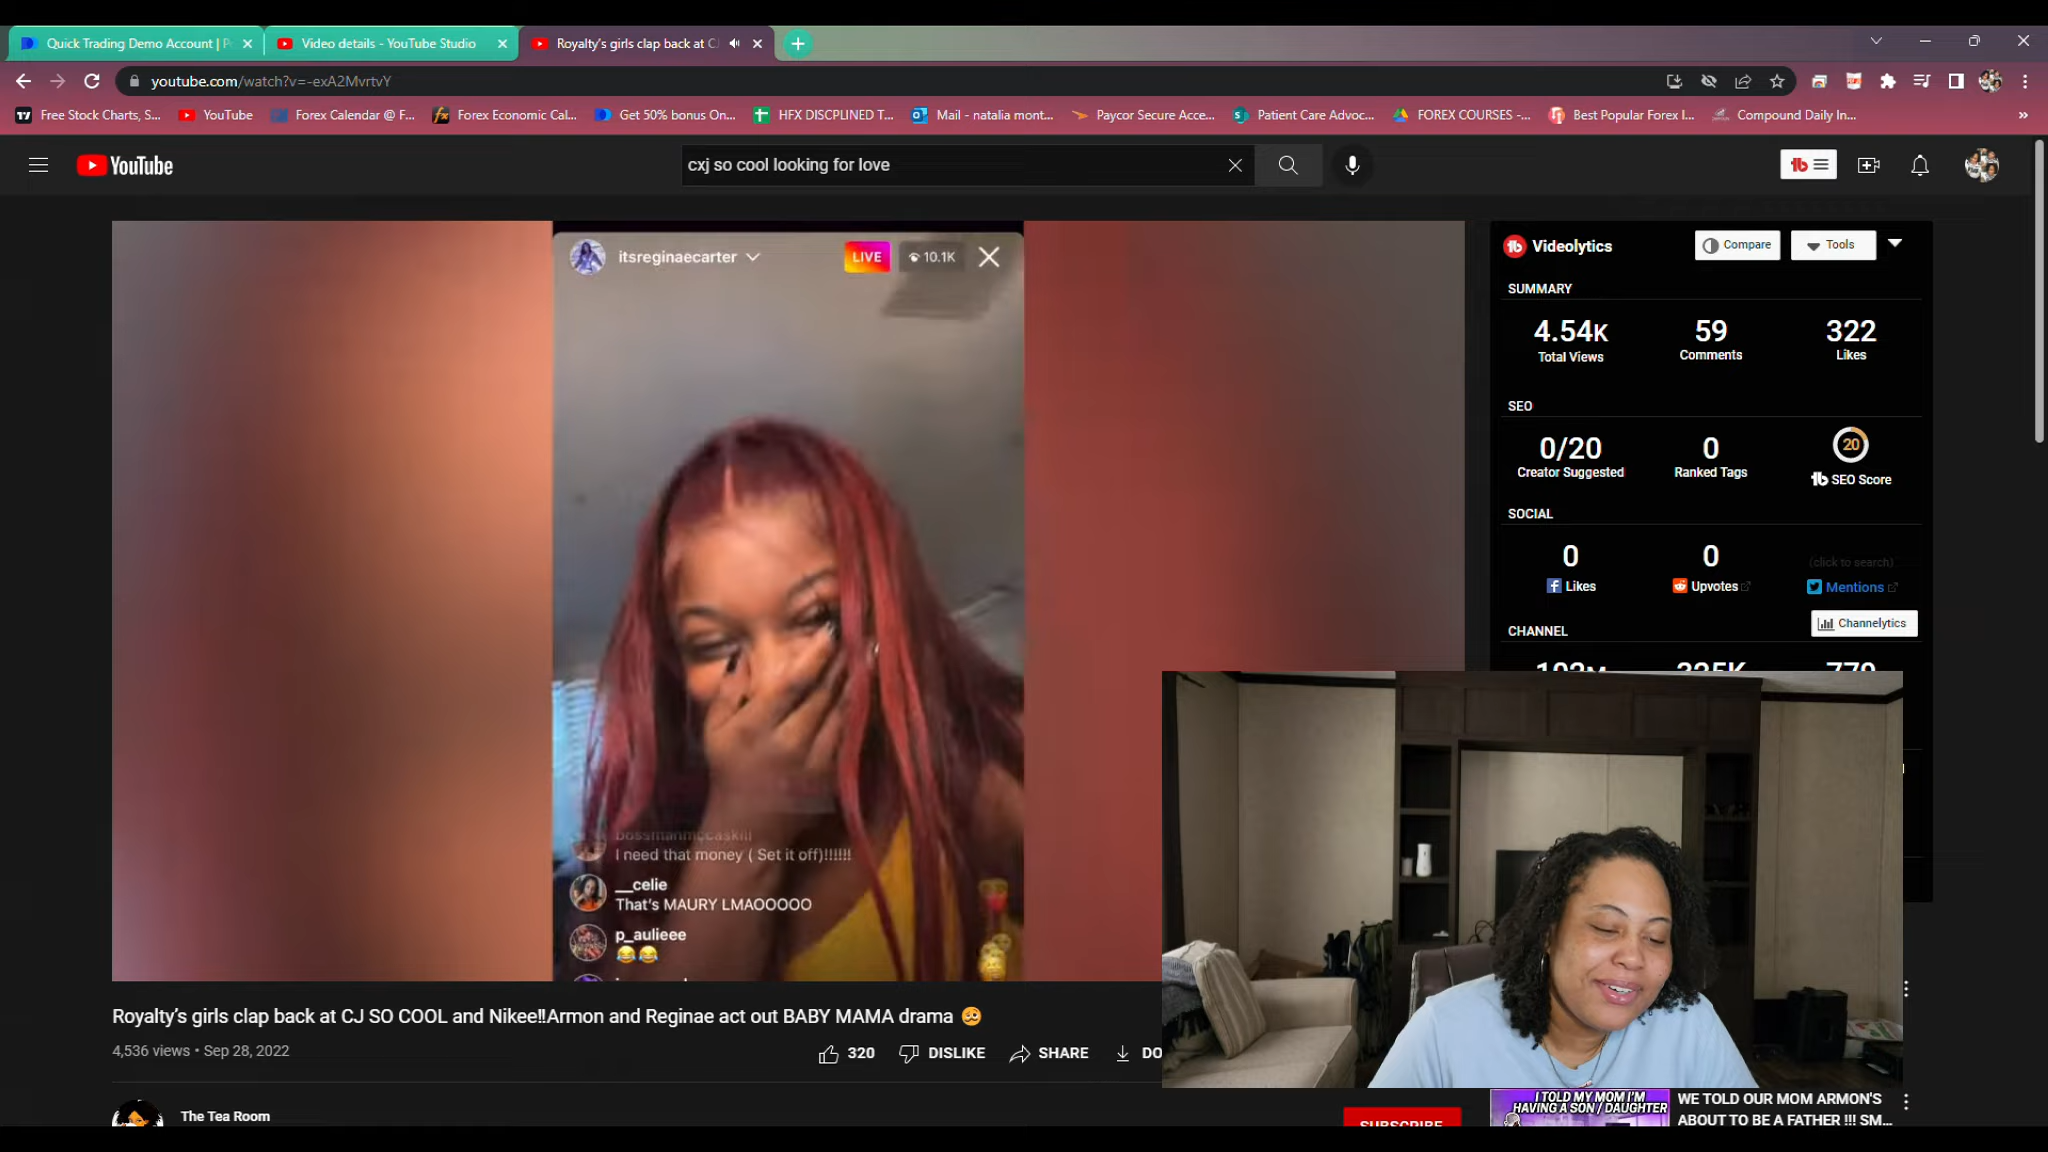 Quick Trading Demo Account | P
Video details - YouTube Studio
Royalty's girls clap back at CJ
youtube.com/watch?v=-exA2MvrtvY
Free Stock Charts, S...
YouTube
Forex Calendar @ F...
Forex Economic Cal...
Get 50% bonus On...
HFX DISCPLINED T...
Mail - natalia mont...
Paycor Secure Acce...
Patient Care Advoc...
FOREX COURSES -...
Best Popular Forex I...
Compound Daily In...
YouTube
cxj so cool looking for love
itsreginaecarter
LIVE
10.1K
bossmanmccaskill
I need that money ( Set it off)!!!!!!
__celie
That's MAURY LMAOOOOO
p_aulieee
😂😂
Videolytics
Compare
Tools
SUMMARY
4.54K 59 322
Total Views Comments Likes
SEO
0/20 0 20
Creator Suggested Ranked Tags SEO Score
SOCIAL
0 0 (click to search)
Likes Upvotes Mentions
CHANNEL
Channelytics
Royalty's girls clap back at CJ SO COOL and Nikee!!Armon and Reginae act out BABY MAMA drama 🥺
4,536 views • Sep 28, 2022
320 DISLIKE SHARE DO
The Tea Room
SUBSCRIBE
I TOLD MY MOM I'M
HAVING A SON / DAUGHTER
WE TOLD OUR MOM ARMON'S
ABOUT TO BE A FATHER !!! SM...